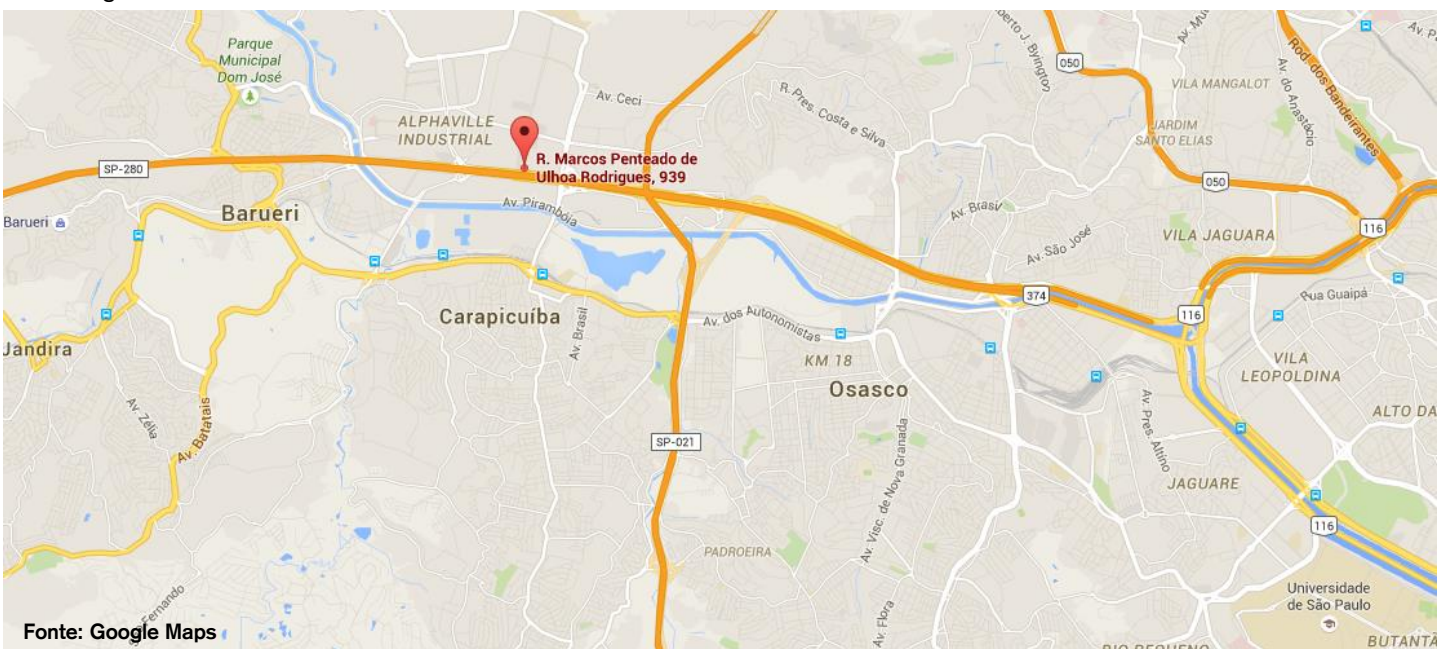 Parque
Municipal
Dom José
ALPHAVILLE
INDUSTRIAL
Av. Ceci
R. Pres. Costa e Silva
050
VILA MANGALOT
Av. do Anastácio
Rod. dos Bandeirantes
JARDIM
SANTO ELIAS
R. Marcos Penteado de
Ulhoa Rodrigues, 939
SP-280
050
Barueri
Barueri
Av. Pirambóia
Av. Brasil
Av. São José
VILA JAGUARA
116
374
Rua Guaipá
116
Carapicuíba
Av. Brasil
Av. dos Autonomistas
KM 18
Osasco
Jandira
VILA
LEOPOLDINA
ALTO DA
Av. Zélia
Av. Batatais
SP-021
Av. Visc. de Nova Granada
Av. Pres. Altino
JAGUARE
116
PADROEIRA
Universidade
de São Paulo
Av. Flora
Fernando
BUTANTÃ
RIO PEQUENO
Fonte: Google Maps